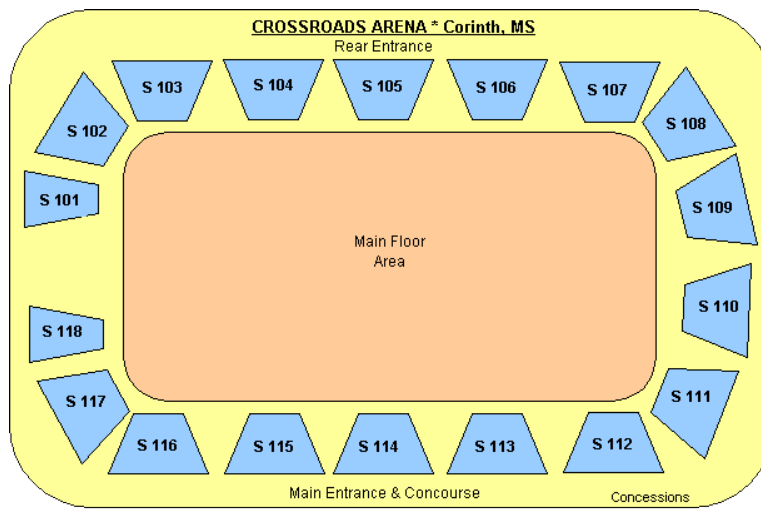 CROSSROADS ARENA * Corinth, MS
Rear Entrance
S 103
S 104
S 105
S 106
S 107
S 102
S 108
S 101
S 109
Main Floor
Area
S 110
S 118
S 117
S 111
S 116
S 115
S 114
S 113
S 112
Main Entrance & Concourse
Concessions